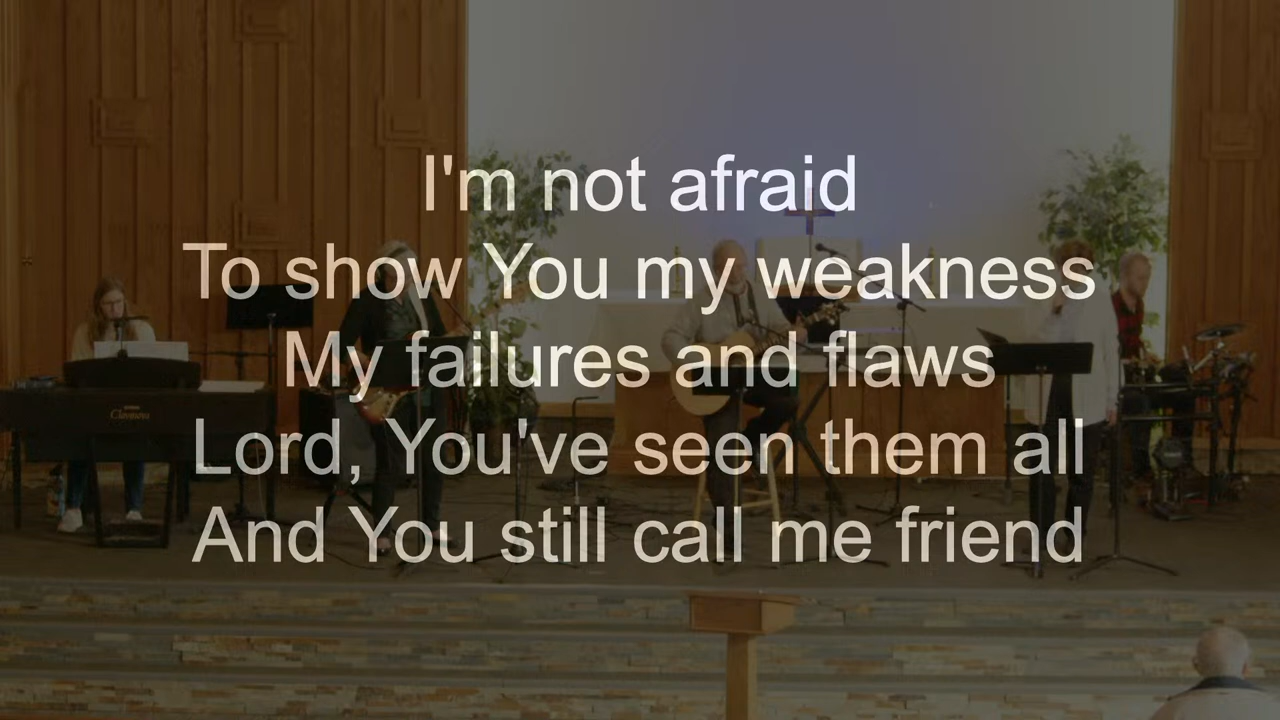 I'm not afraid
To show You my weakness
My failures and flaws
Lord, You've seen them all
And You still call me friend
Clavinova